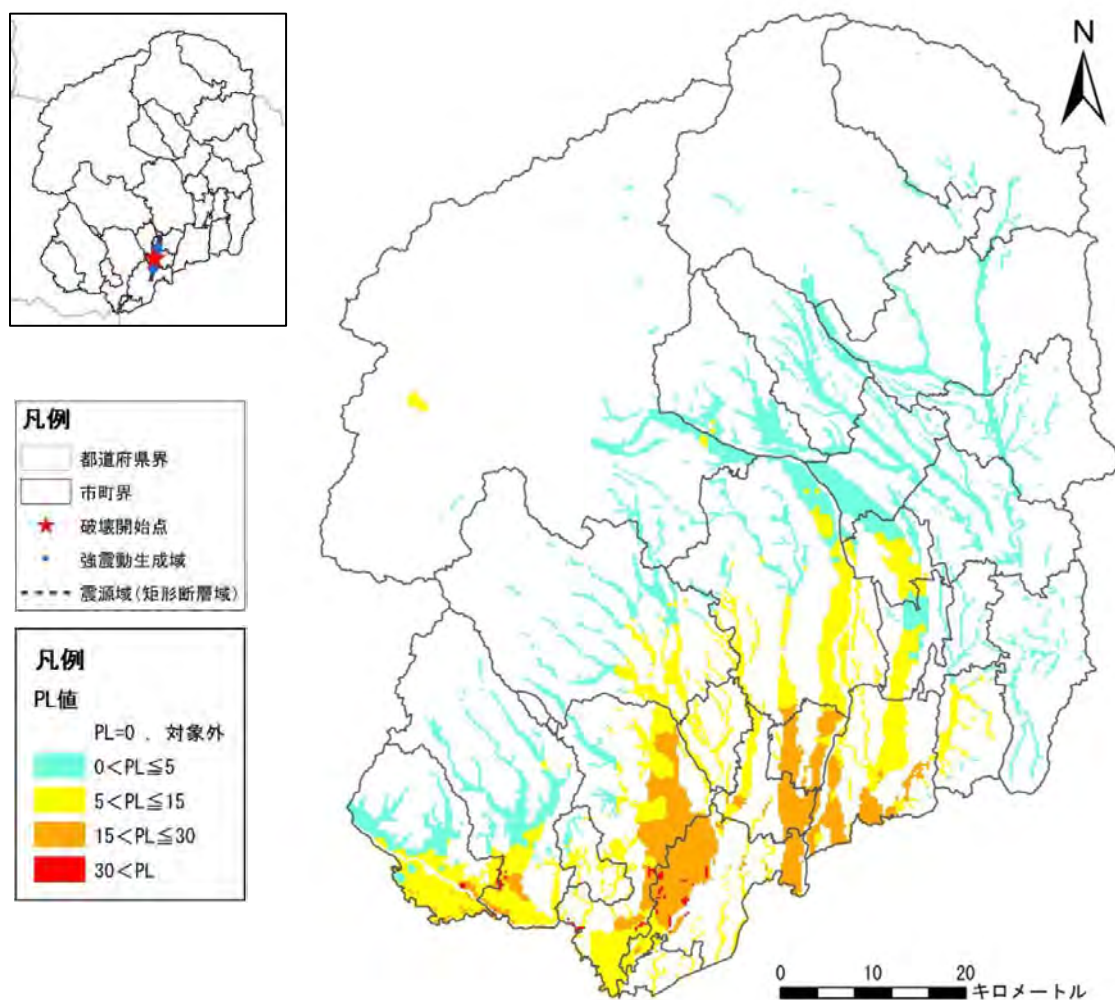 N
凡例
都道府県界
市町界
破壊開始点
強震動生成域
震源域(矩形断層域)
凡例
PL値
PL=0 . 対象外
0<PL≦5
5<PL≦15
15<PL≦30
30<PL
0 10 20
キロメートル